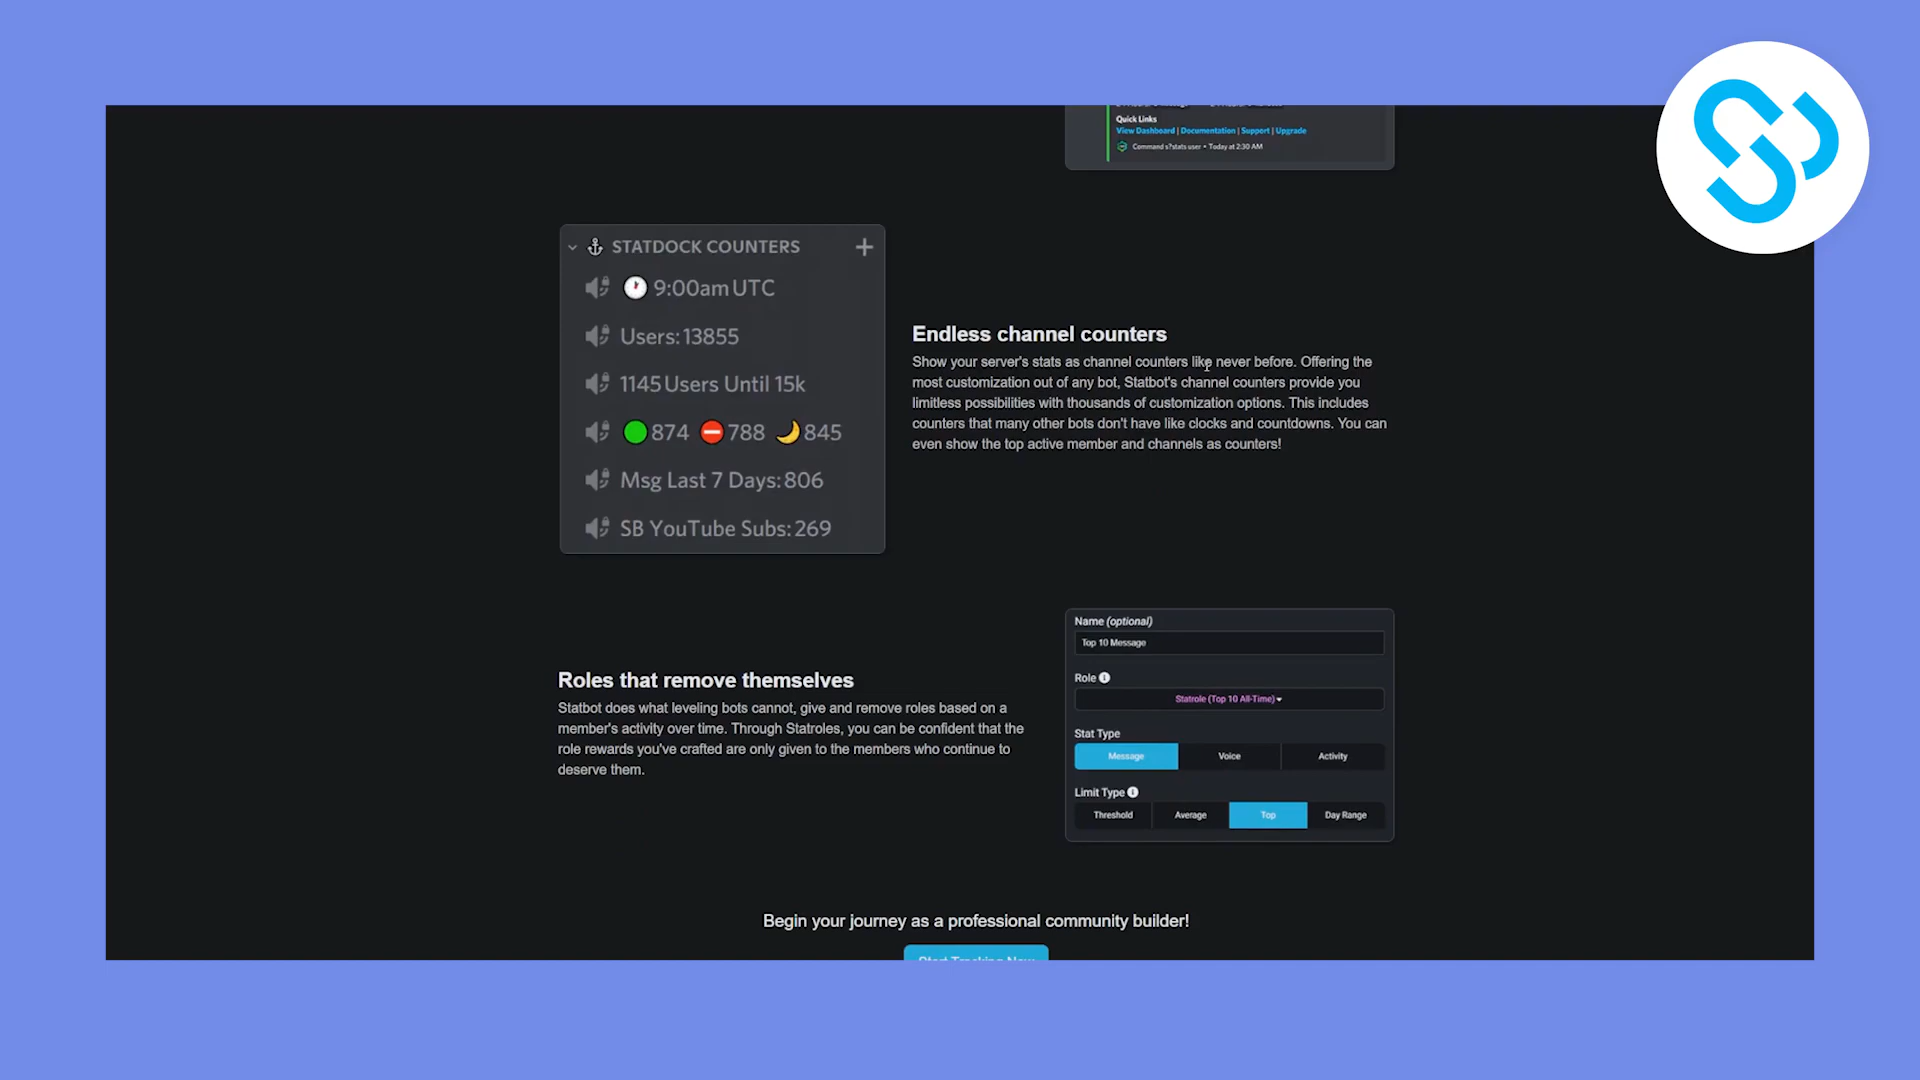 Quick Links
View Dashboard | Documentation | Support | Upgrade
Command s?stats user • Today at 2:30 AM
STATDOCK COUNTERS
9:00am UTC
Users: 13855
1145 Users Until 15k
874 788 845
Msg Last 7 Days: 806
SB YouTube Subs: 269
Endless channel counters
Show your server's stats as channel counters like never before. Offering the
most customization out of any bot, Statbot's channel counters provide you
limitless possibilities with thousands of customization options. This includes
counters that many other bots don't have like clocks and countdowns. You can
even show the top active member and channels as counters!
Roles that remove themselves
Statbot does what leveling bots cannot, give and remove roles based on a
member's activity over time. Through Statroles, you can be confident that the
role rewards you've crafted are only given to the members who continue to
deserve them.
Name (optional)
Top 10 Message
Role
Statrole (Top 10 All-Time)
Stat Type
Message Voice Activity
Limit Type
Threshold Average Top Day Range
Begin your journey as a professional community builder!
Start Tracking Now